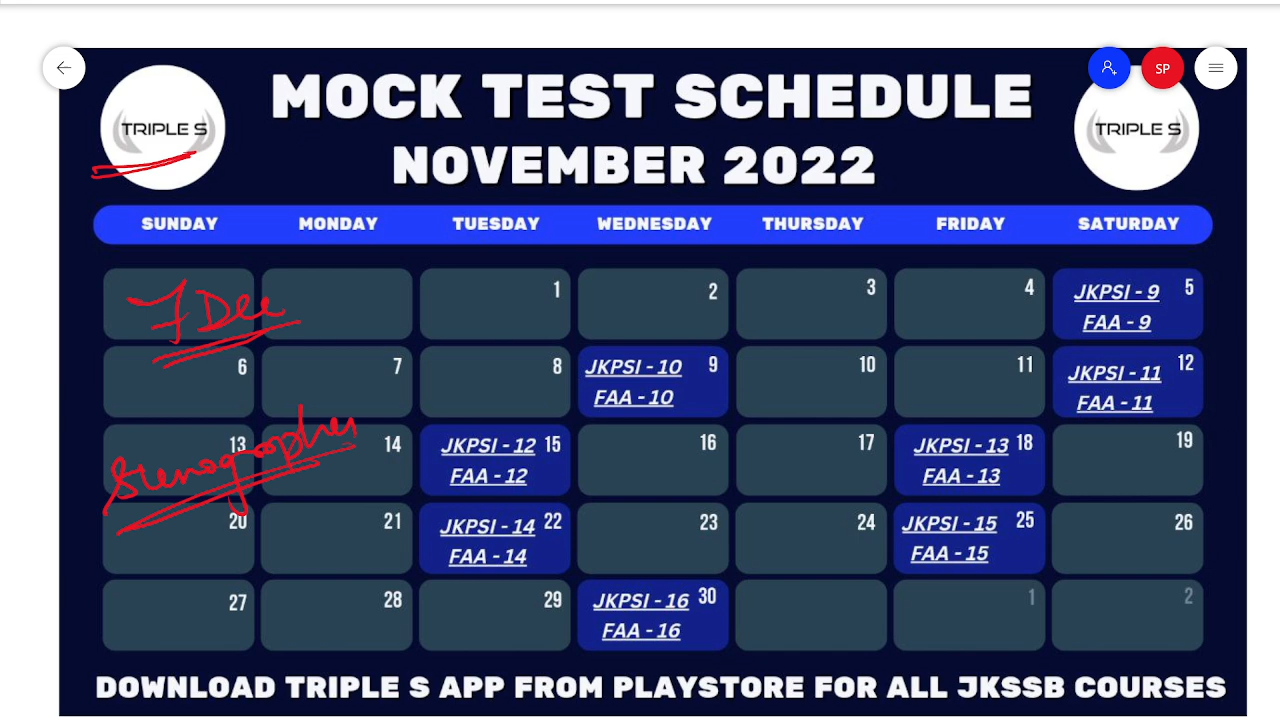 SP
TRIPLE S
MOCK TEST SCHEDULE
NOVEMBER 2022
TRIPLE S
SUNDAY MONDAY TUESDAY WEDNESDAY THURSDAY FRIDAY SATURDAY
1 2 3 4 JKPSI - 9 5
FAA - 9
7 Dec
6 7 8 JKPSI - 10 9 10 11 JKPSI - 11 12
FAA - 10 FAA - 11
13 14 JKPSI - 12 15 16 17 JKPSI - 13 18 19
FAA - 12 FAA - 13
Stenographer
20 21 JKPSI - 14 22 23 24 JKPSI - 15 25 26
FAA - 14 FAA - 15
27 28 29 JKPSI - 16 30 1 2
FAA - 16
DOWNLOAD TRIPLE S APP FROM PLAYSTORE FOR ALL JKSSB COURSES